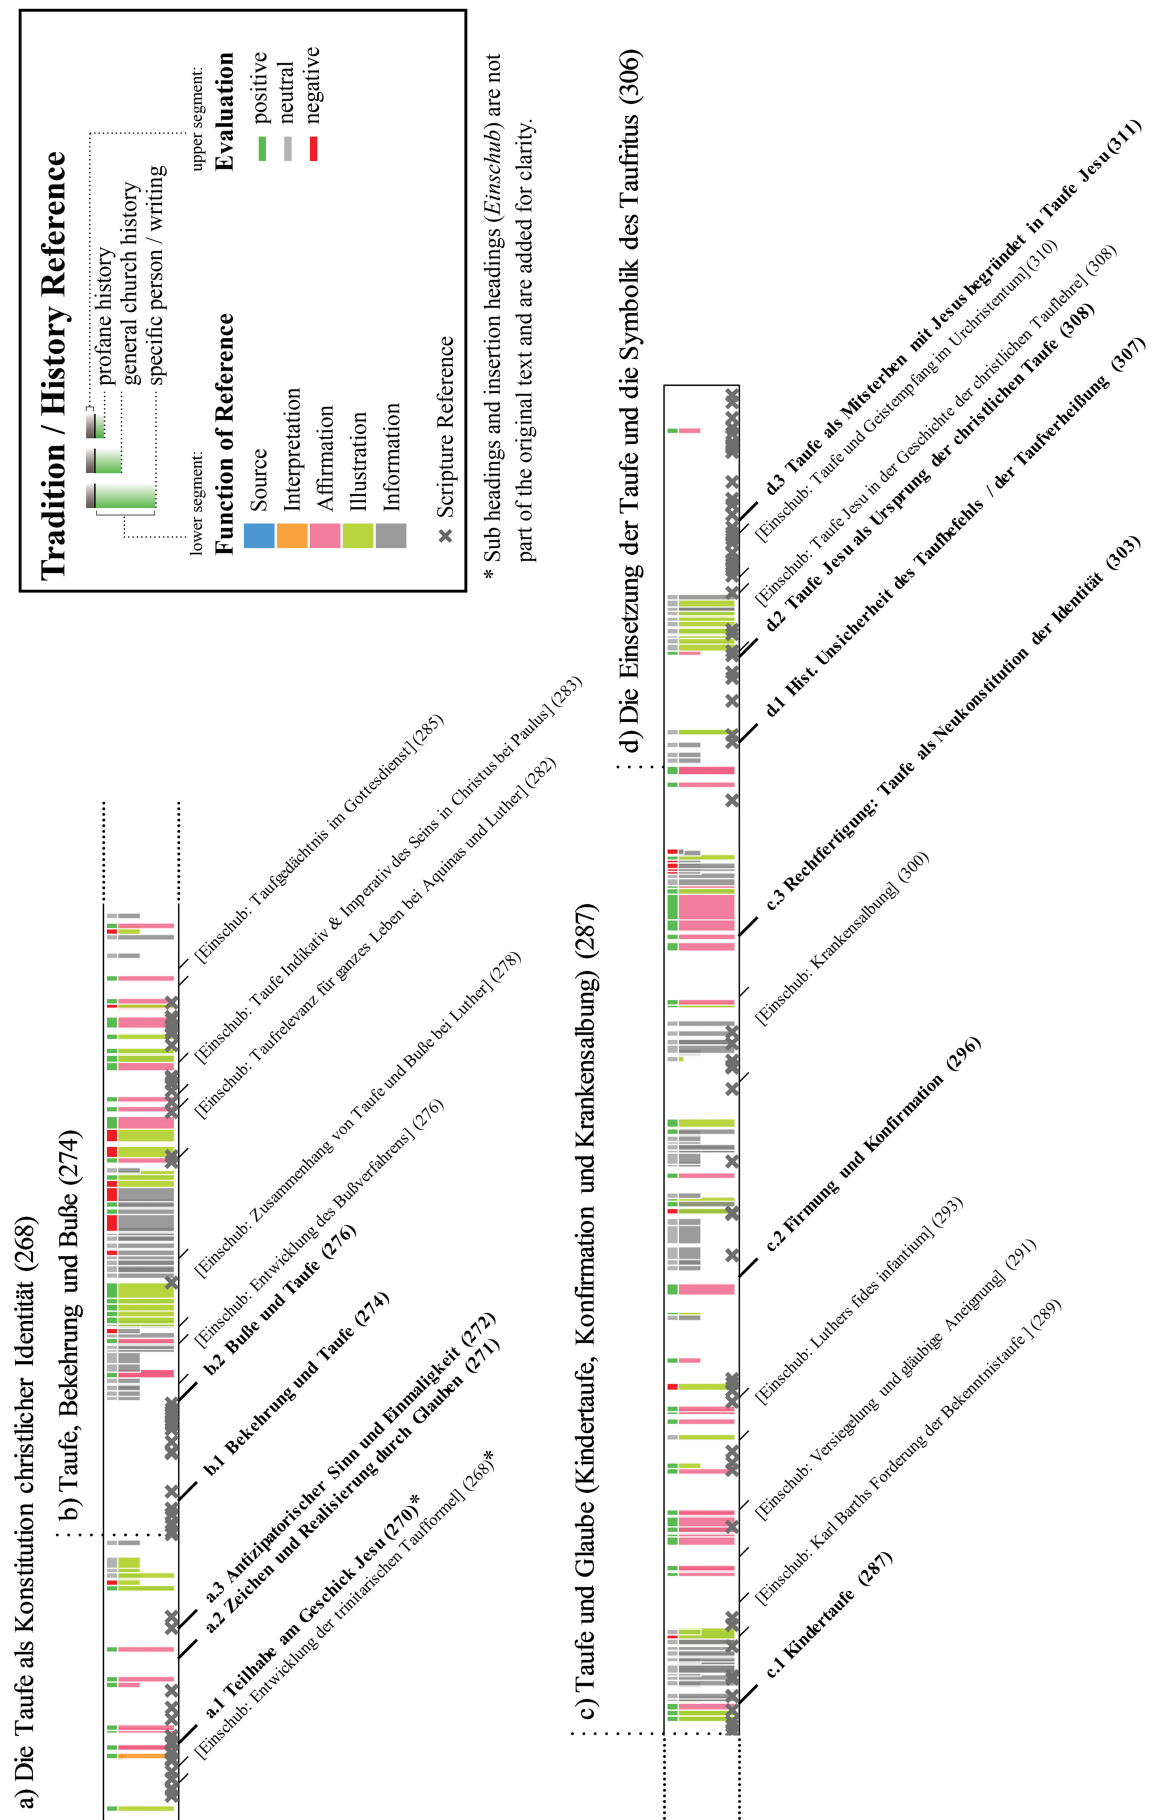 Tradition / History Reference
profane history
general church history
specific person / writing
lower segment:
Function of Reference
Source
Interpretation
Affirmation
Illustration
Information
upper segment:
Evaluation
positive
neutral
negative
Scripture Reference
* Sub headings and insertion headings (Einschub) are not
part of the original text and are added for clarity.
a) Die Taufe als Konstitution christlicher Identität (268)
b) Taufe, Bekehrung und Buße (274)
[Einschub: Entwicklung der trinitarischen Taufformel] (268)*
a.1 Teilhabe am Geschick Jesu (270)*
a.2 Zeichen und Realisierung durch Glauben (271)
a.3 Antizipatorischer Sinn und Einmaligkeit (272)
b.1 Bekehrung und Taufe (274)
b.2 Buße und Taufe (276)
[Einschub: Entwicklung des Bußverfahrens] (276)
[Einschub: Zusammenhang von Taufe und Buße bei Luther] (278)
[Einschub: Taufrelevanz für ganzes Leben bei Aquinas und Luther] (282)
[Einschub: Taufe Indikativ & Imperativ des Seins in Christus bei Paulus] (283)
[Einschub: Taufgedächtnis im Gottesdienst] (285)
c) Taufe und Glaube (Kindertaufe, Konfirmation und Krankensalbung) (287)
d) Die Einsetzung der Taufe und die Symbolik des Taufritus (306)
c.1 Kindertaufe (287)
[Einschub: Karl Barths Forderung der Bekenntnistaufe ] (289)
[Einschub: Versiegelung und gläubige Aneignung] (291)
[Einschub: Luthers fides infantium] (293)
c.2 Firmung und Konfirmation (296)
[Einschub: Krankensalbung] (300)
c.3 Rechtfertigung: Taufe als Neukonstitution der Identität (303)
d.1 Hist. Unsicherheit des Taufbefehls / der Taufverheißung (307)
d.2 Taufe Jesu als Ursprung der christlichen Taufe (308)
[Einschub: Taufe Jesu in der Geschichte der christlichen Tauflehre] (308)
[Einschub: Taufe und Geistempfang im Urchristentum] (310)
d.3 Taufe als Mitsterben mit Jesus begründet in Taufe Jesu (311)